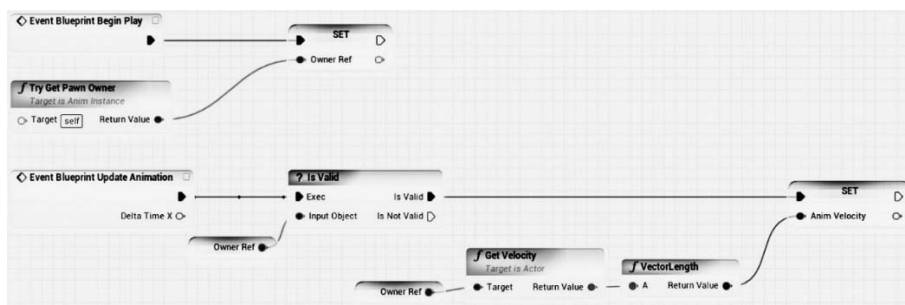 Event Blueprint Begin Play
SET
Owner Ref
f Try Get Pawn Owner
Target is Anim Instance
Target self Return Value
Event Blueprint Update Animation
Delta Time X
? Is Valid
Exec Is Valid
Input Object Is Not Valid
Owner Ref
SET
Anim Velocity
f Get Velocity
Target is Actor
Owner Ref
Target Return Value
f VectorLength
A Return Value